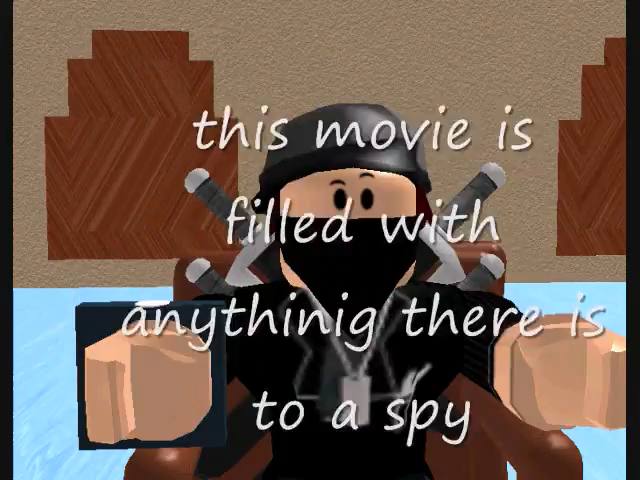 this movie is
filled with
anythinig there is
to a spy